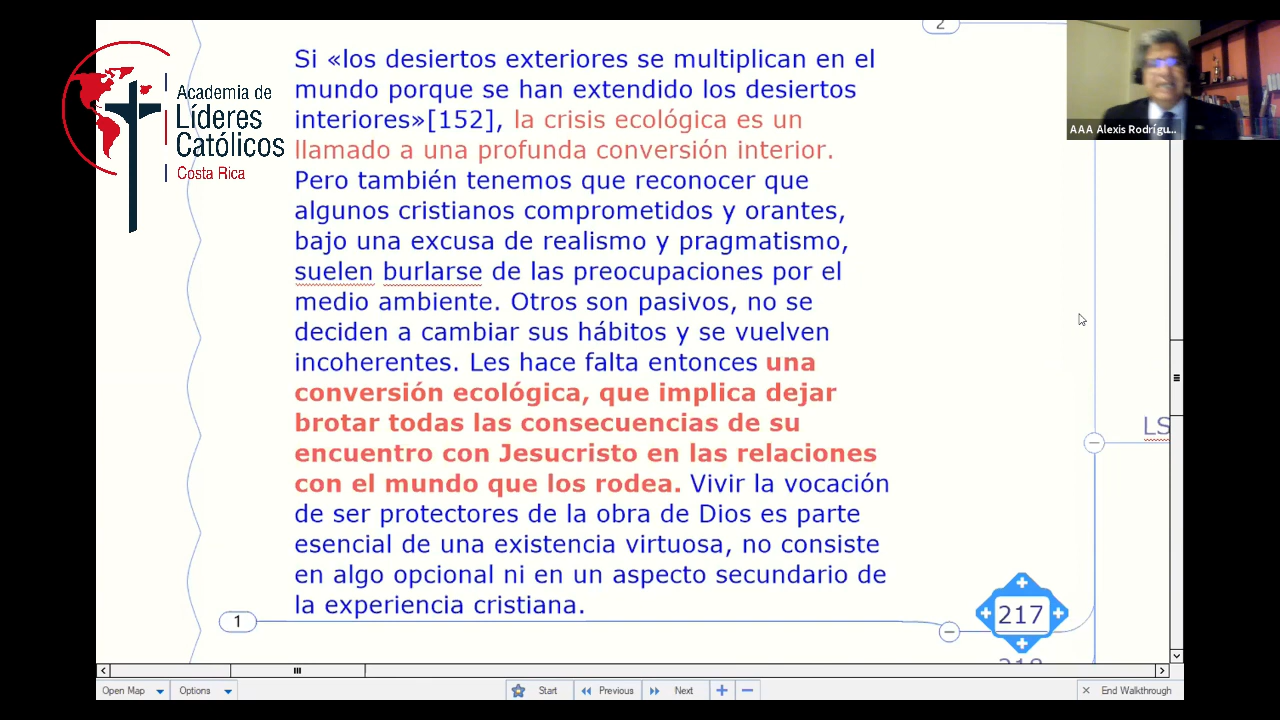 2
Si «los desiertos exteriores se multiplican en el
mundo porque se han extendido los desiertos
interiores»[152], la crisis ecológica es un
llamado a una profunda conversión interior.
Pero también tenemos que reconocer que
algunos cristianos comprometidos y orantes,
bajo una excusa de realismo y pragmatismo,
suelen burlarse de las preocupaciones por el
medio ambiente. Otros son pasivos, no se
deciden a cambiar sus hábitos y se vuelven
incoherentes. Les hace falta entonces una
conversión ecológica, que implica dejar
brotar todas las consecuencias de su
encuentro con Jesucristo en las relaciones
con el mundo que los rodea. Vivir la vocación
de ser protectores de la obra de Dios es parte
esencial de una existencia virtuosa, no consiste
en algo opcional ni en un aspecto secundario de
la experiencia cristiana.
Academia de
Líderes
Católicos
Costa Rica
AAA Alexis Rodrígu...
LS
1
217
Open Map
Options
Start
Previous
Next
End Walkthrough